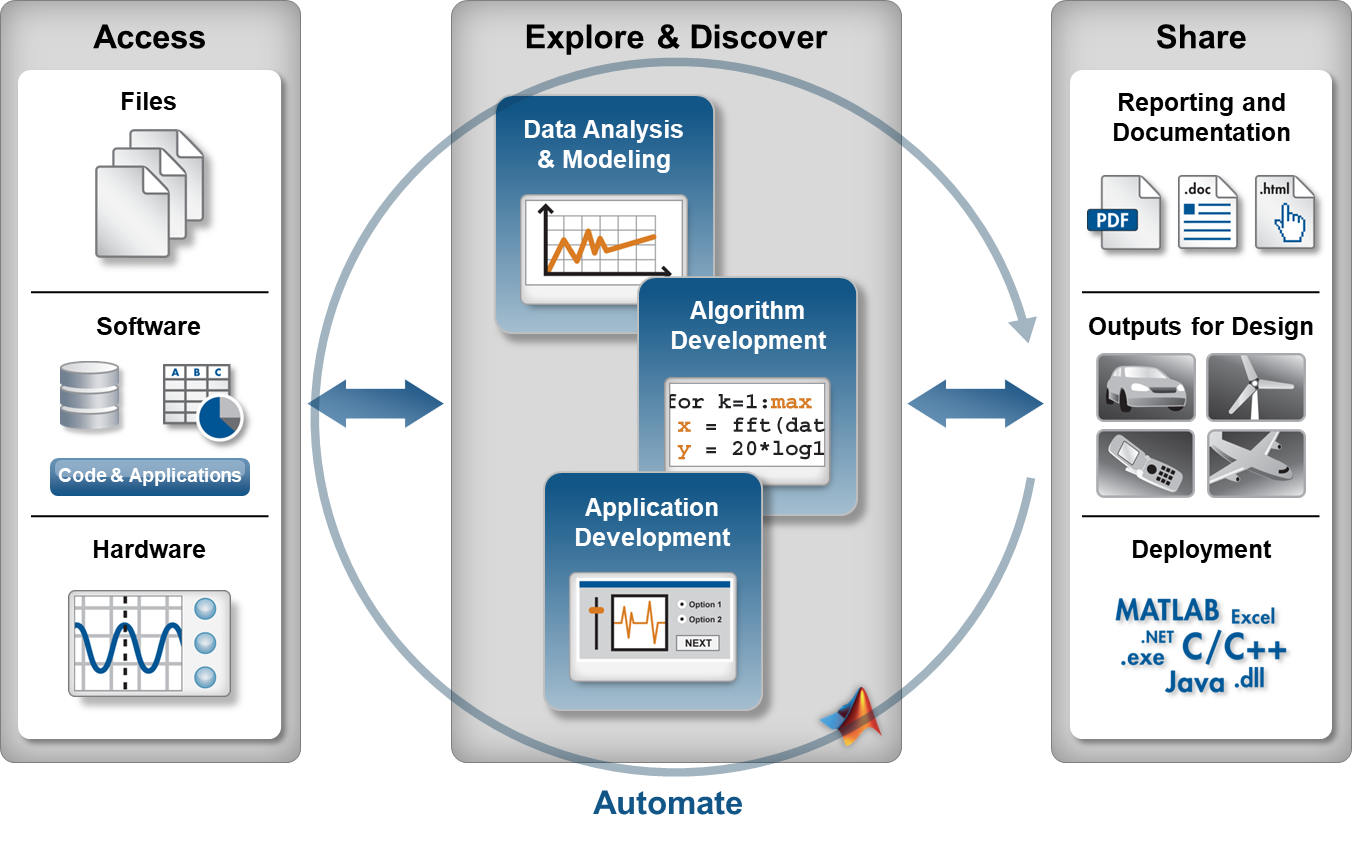 Access
Files
Software
A B C
Code & Applications
Hardware
Explore & Discover
Data Analysis
& Modeling
Algorithm
Development
for k=1:max
x = fft(dat
y = 20*log1
Application
Development
Option 1
Option 2
NEXT
Automate
Share
Reporting and
Documentation
PDF
.doc
.html
Outputs for Design
Deployment
MATLAB
Excel
.NET
C/C++
.exe
Java
.dll